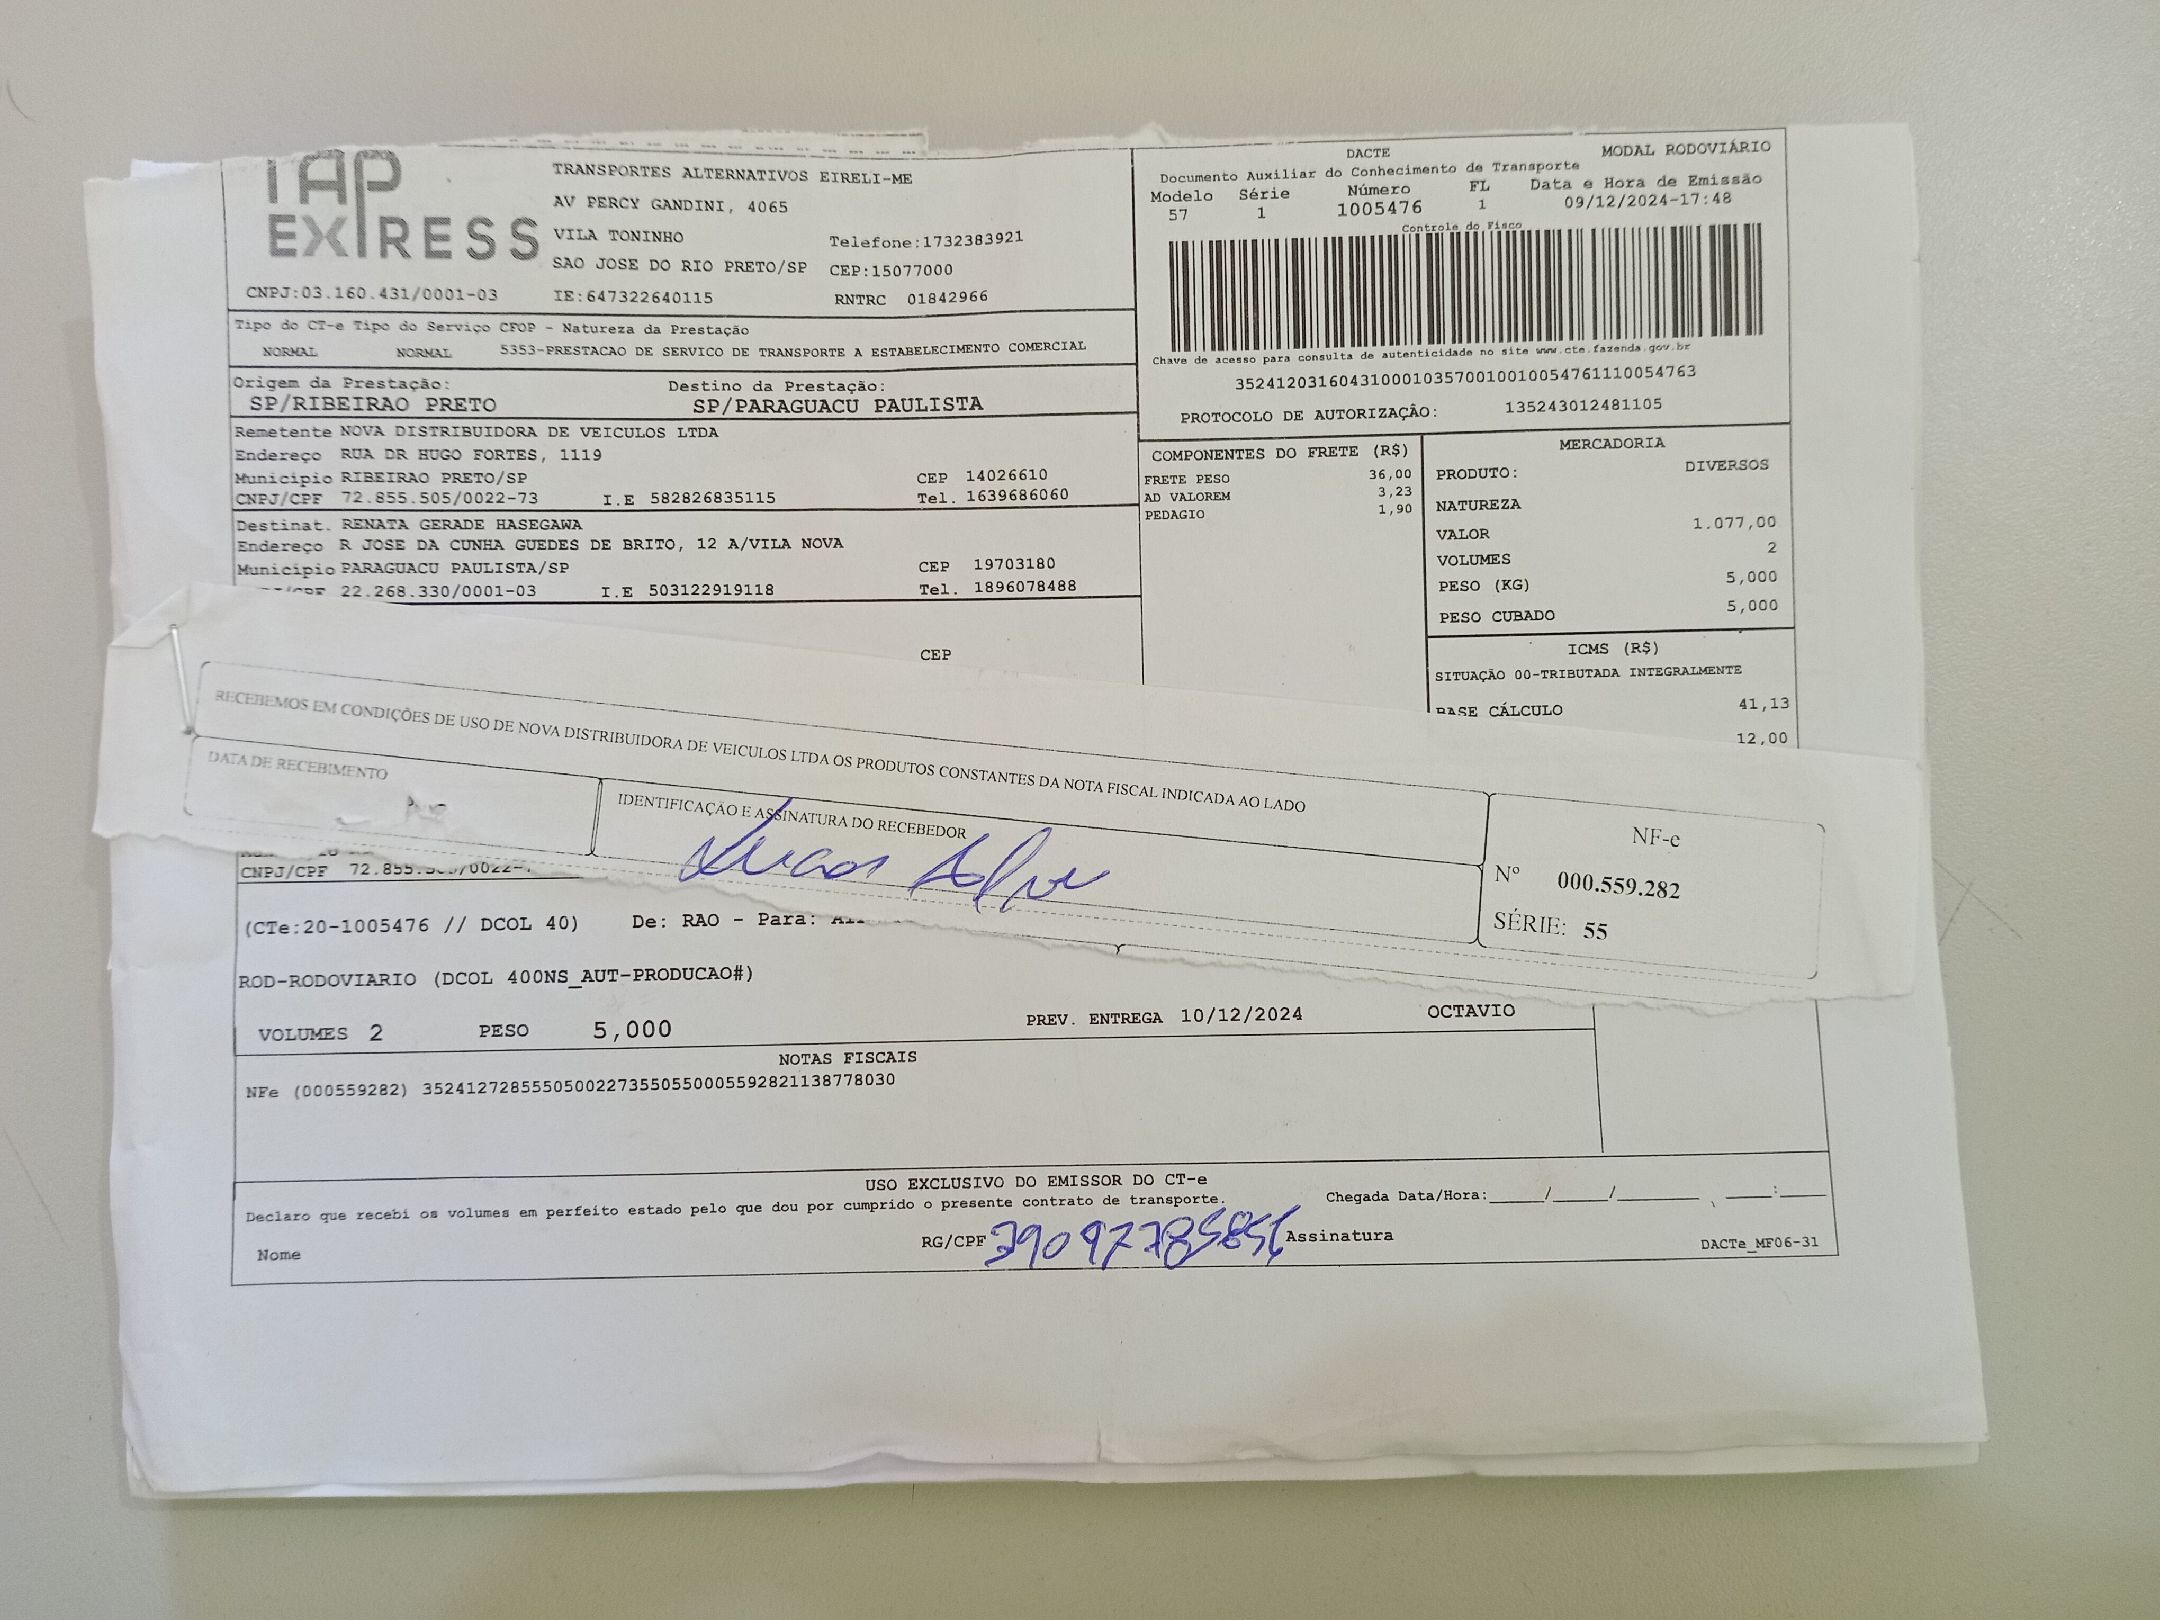 TAP
EXPRESS
TRANSPORTES ALTERNATIVOS EIRELI-ME
AV PERCY GANDINI, 4065
VILA TONINHO Telefone:1732383921
SAO JOSE DO RIO PRETO/SP CEP:15077000
CNPJ:03.160.431/0001-03 IE:647322640115 RNTRC 01842966
DACTE MODAL RODOVIÁRIO
Documento Auxiliar do Conhecimento de Transporte
Modelo Série Número FL Data e Hora de Emissão
57 1 1005476 1 09/12/2024-17:48
Controle do Fisco
Chave de acesso para consulta de autenticidade no site www.cte.fazenda.gov.br
35241203160431000103570010010054761110054763
PROTOCOLO DE AUTORIZAÇÃO: 135243012481105
Tipo do CT-e Tipo do Serviço CFOP - Natureza da Prestação
NORMAL NORMAL 5353-PRESTACAO DE SERVICO DE TRANSPORTE A ESTABELECIMENTO COMERCIAL
Origem da Prestação: Destino da Prestação:
SP/RIBEIRAO PRETO SP/PARAGUACU PAULISTA
Remetente NOVA DISTRIBUIDORA DE VEICULOS LTDA
Endereço RUA DR HUGO FORTES, 1119
Município RIBEIRAO PRETO/SP CEP 14026610
CNPJ/CPF 72.855.505/0022-73 I.E 582826835115 Tel. 1639686060
Destinat. RENATA GERADE HASEGAWA
Endereço R JOSE DA CUNHA GUEDES DE BRITO, 12 A/VILA NOVA
Município PARAGUACU PAULISTA/SP CEP 19703180
22.268.330/0001-03 I.E 503122919118 Tel. 1896078488
CEP
COMPONENTES DO FRETE (R$)
FRETE PESO 36,00
AD VALOREM 3,23
PEDAGIO 1,90
MERCADORIA
PRODUTO: DIVERSOS
NATUREZA
VALOR 1.077,00
VOLUMES 2
PESO (KG) 5,000
PESO CUBADO 5,000
ICMS (R$)
SITUAÇÃO 00-TRIBUTADA INTEGRALMENTE
BASE CÁLCULO 41,13
12,00
RECEBEMOS EM CONDIÇÕES DE USO DE NOVA DISTRIBUIDORA DE VEICULOS LTDA OS PRODUTOS CONSTANTES DA NOTA FISCAL INDICADA AO LADO
DATA DE RECEBIMENTO
IDENTIFICAÇÃO E ASSINATURA DO RECEBEDOR
Lucas
NF-e
Nº 000.559.282
SÉRIE: 55
CNPJ/CPF 72.855.
(CTe:20-1005476 // DCOL 40) De: RAO - Para:
ROD-RODOVIARIO (DCOL 400NS_AUT-PRODUCAO#)
VOLUMES 2 PESO 5,000 PREV. ENTREGA 10/12/2024 OCTAVIO
NOTAS FISCAIS
NFe (000559282) 35241272855505002273550550005592821138778030
USO EXCLUSIVO DO EMISSOR DO CT-e
Declaro que recebi os volumes em perfeito estado pelo que dou por cumprido o presente contrato de transporte. Chegada Data/Hora:
Nome RG/CPF Assinatura DACTe_MF06-31